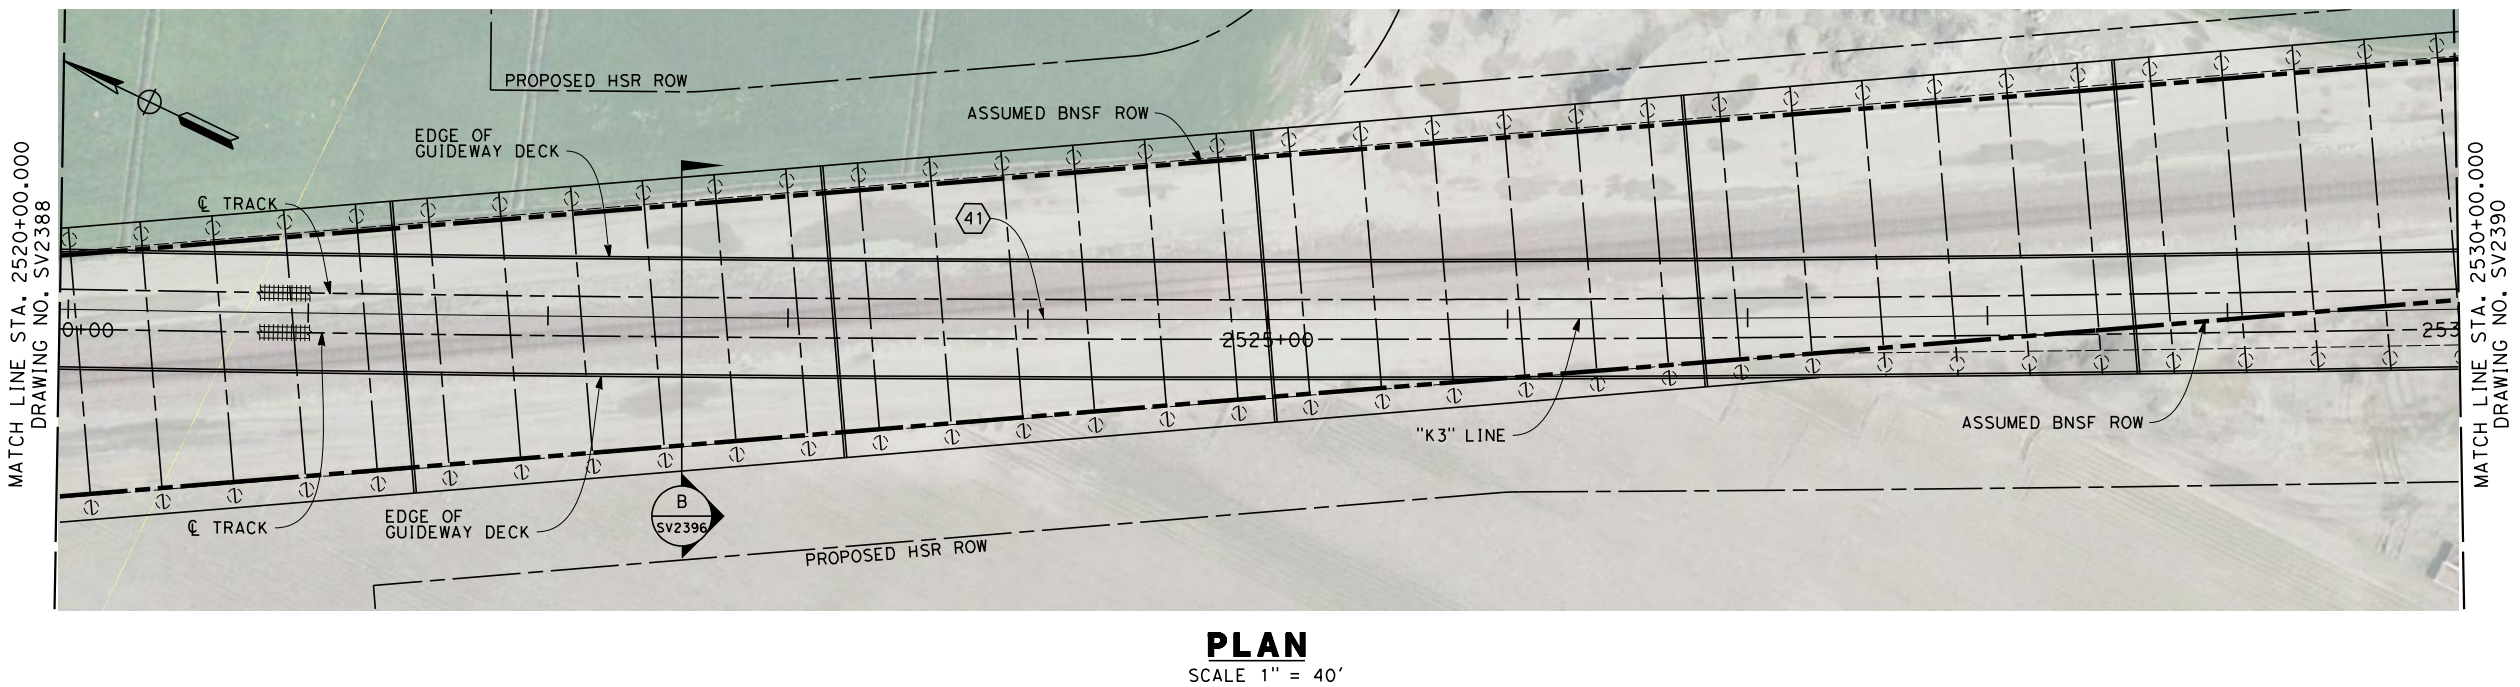 PROPOSED HSR ROW
ASSUMED BNSF ROW
EDGE OF
GUIDEWAY DECK
℄ TRACK
41
MATCH LINE STA. 2520+00.000
DRAWING NO. SV2388
MATCH LINE STA. 2530+00.000
DRAWING NO. SV2390
0+00
2525+00
253
"K3" LINE
ASSUMED BNSF ROW
℄ TRACK
EDGE OF
GUIDEWAY DECK
B
SV2396
PROPOSED HSR ROW
PLAN
SCALE 1" = 40'